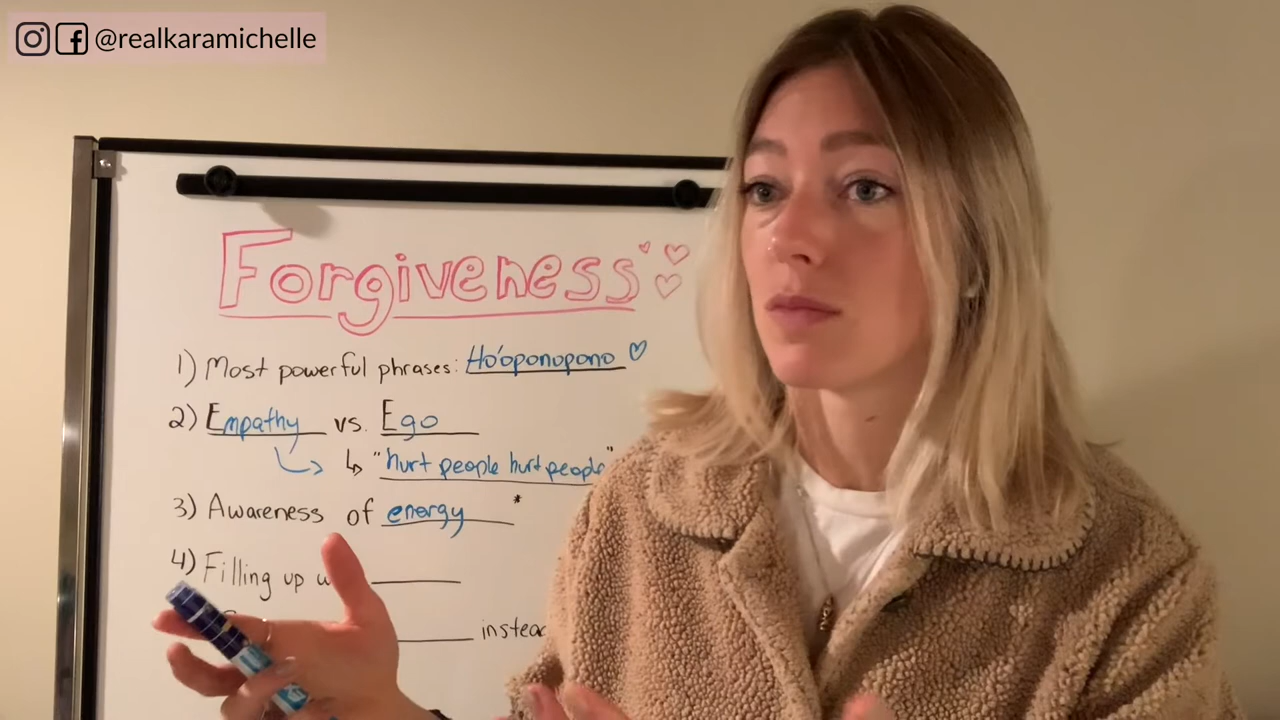 @realkaramichelle
Forgiveness
1) Most powerful phrases: Ho'oponopono
2) Empathy vs. Ego
"hurt people hurt people"
3) Awareness of energy *
4) Filling up
instead